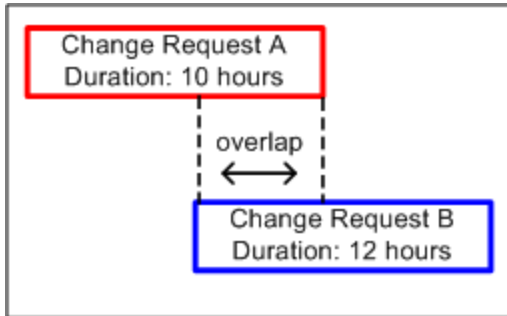 Change Request A
Duration: 10 hours
overlap
Change Request B
Duration: 12 hours